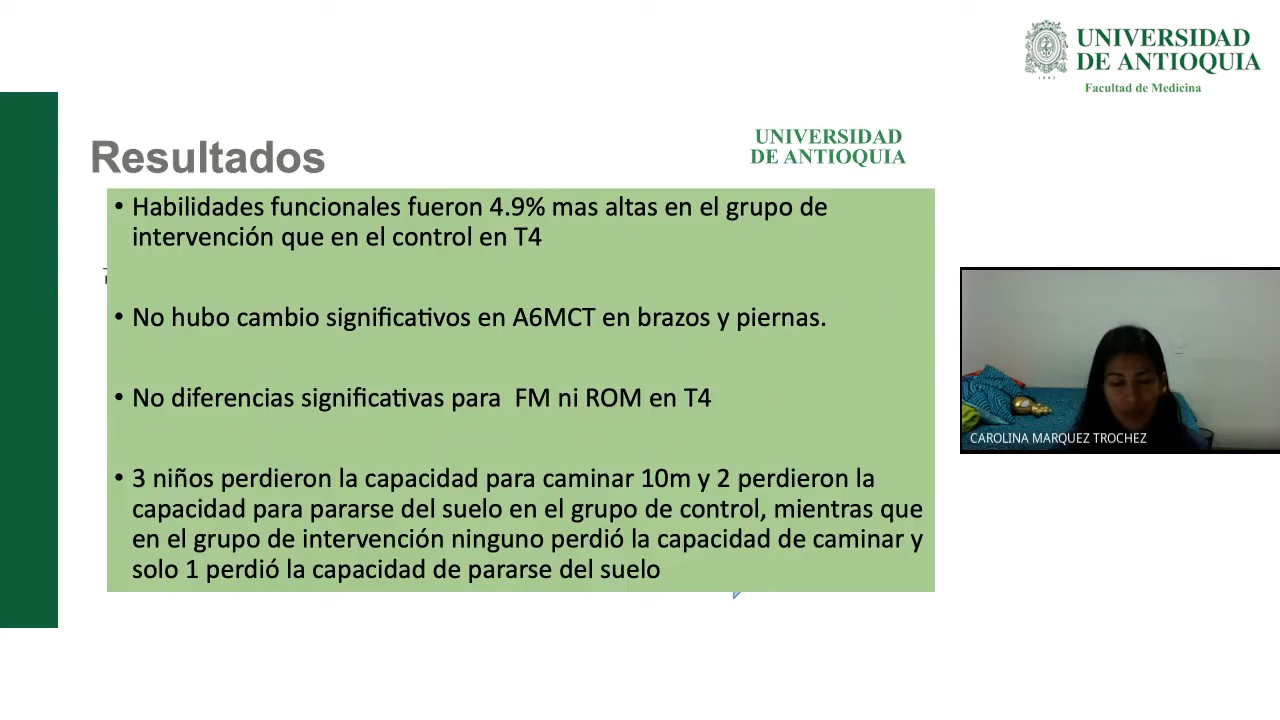 UNIVERSIDAD
DE ANTIOQUIA
1803
Facultad de Medicina
Resultados
UNIVERSIDAD
DE ANTIOQUIA
• Habilidades funcionales fueron 4.9% mas altas en el grupo de
intervención que en el control en T4
• No hubo cambio significativos en A6MCT en brazos y piernas.
• No diferencias significativas para  FM ni ROM en T4
• 3 niños perdieron la capacidad para caminar 10m y 2 perdieron la
capacidad para pararse del suelo en el grupo de control, mientras que
en el grupo de intervención ninguno perdió la capacidad de caminar y
solo 1 perdió la capacidad de pararse del suelo
CAROLINA MARQUEZ TROCHEZ